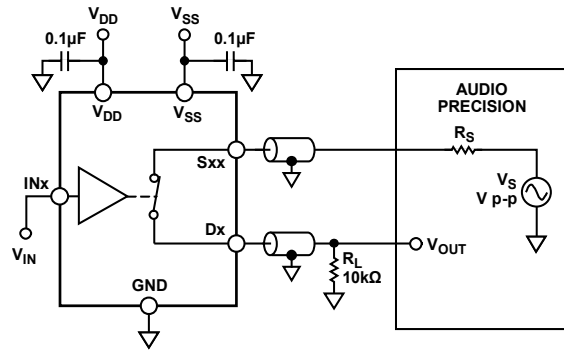 VDD
VSS
0.1µF
0.1µF
VDD
VSS
AUDIO
PRECISION
RS
Sxx
VS
V p-p
INx
Dx
VOUT
VIN
RL
10kΩ
GND